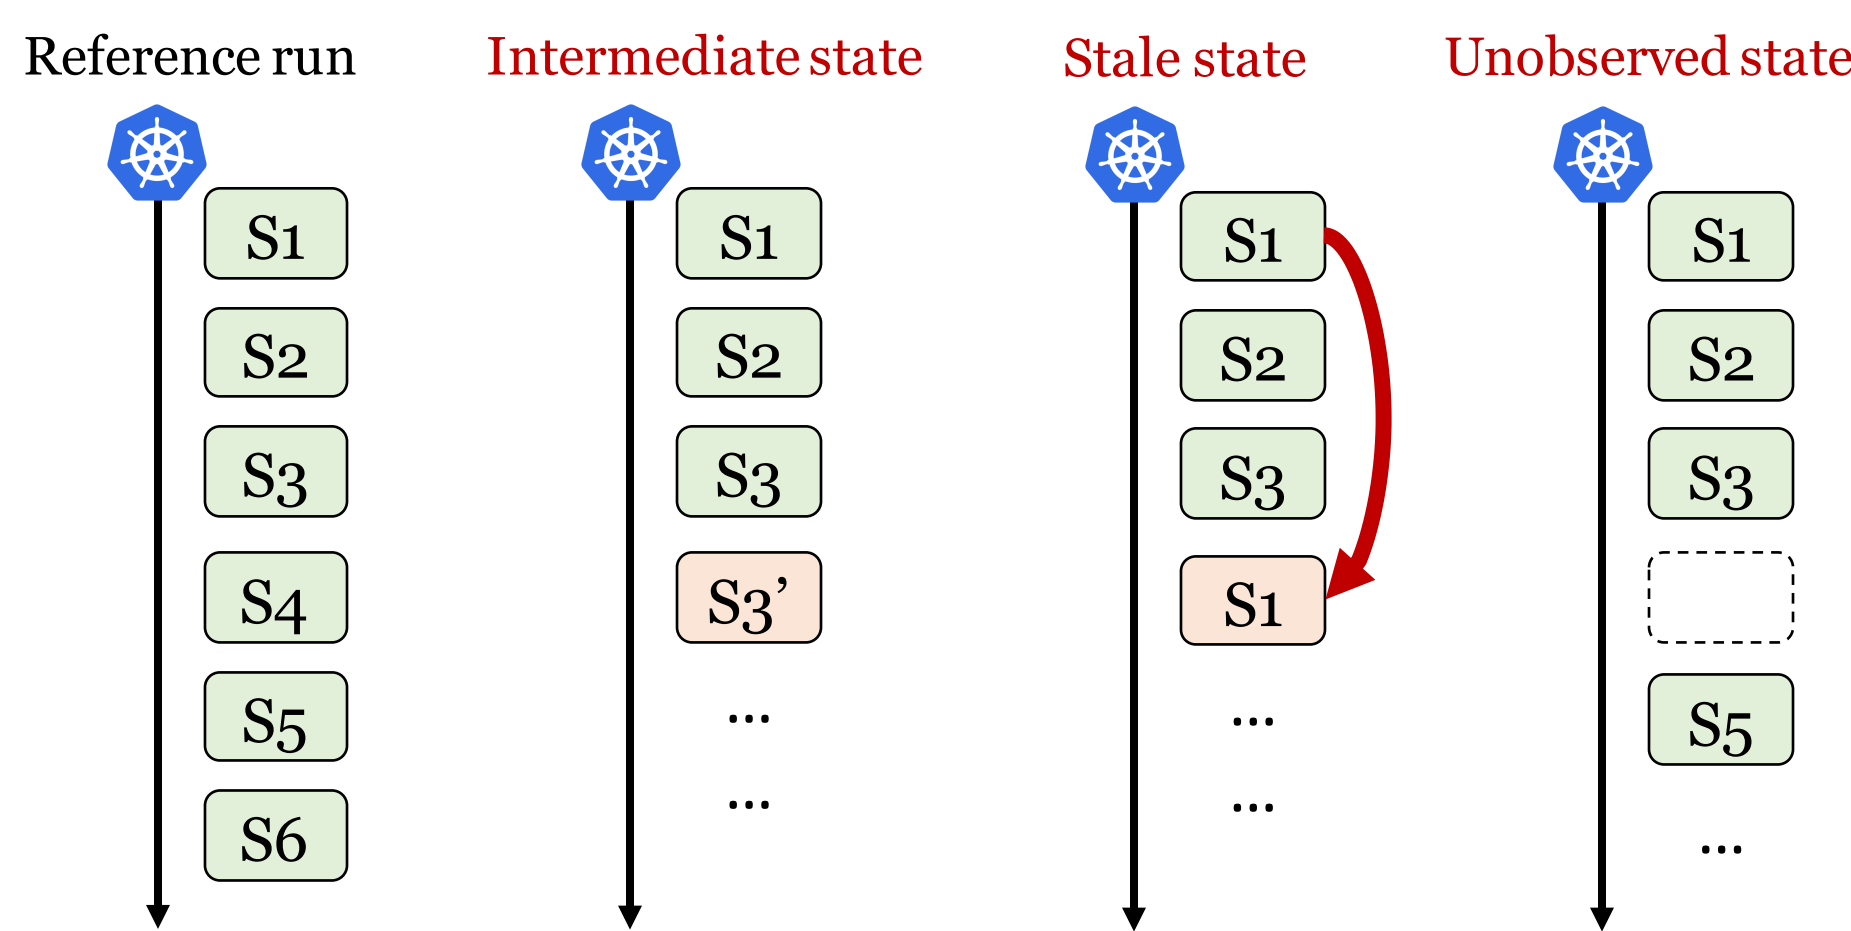 Reference run
S1
S2
S3
S4
S5
S6
Intermediate state
S1
S2
S3
S3’
...
...
Stale state
S1
S2
S3
S1
...
...
Unobserved state
S1
S2
S3
S5
...